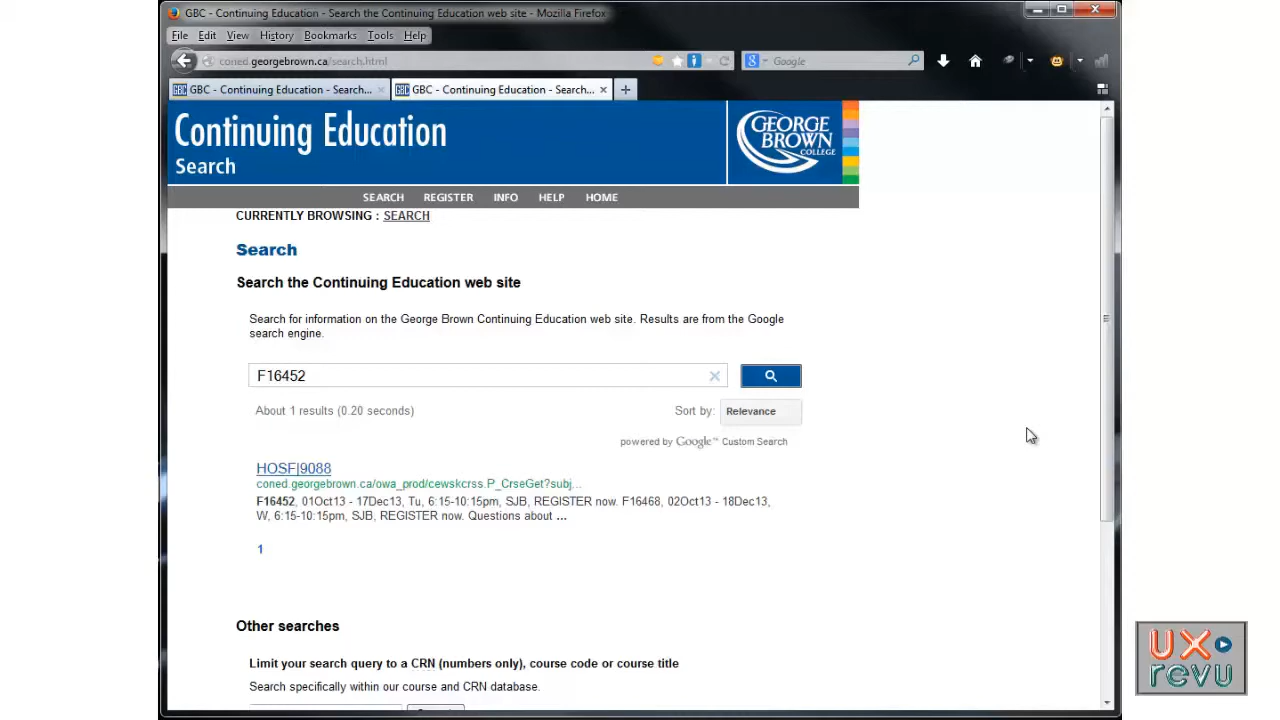 GBC - Continuing Education - Search the Continuing Education web site - Mozilla Firefox
File Edit View History Bookmarks Tools Help
coned.georgebrown.ca/search.html
Google
GBC - Continuing Education - Search...
GBC - Continuing Education - Search...
Continuing Education
Search
GEORGE BROWN COLLEGE
SEARCH REGISTER INFO HELP HOME
CURRENTLY BROWSING : SEARCH
Search
Search the Continuing Education web site
Search for information on the George Brown Continuing Education web site. Results are from the Google
search engine.
F16452
About 1 results (0.20 seconds)
Sort by: Relevance
powered by Google™ Custom Search
HOSF|9088
coned.georgebrown.ca/owa_prod/cewskcrss.P_CrseGet?subj...
F16452, 01Oct13 - 17Dec13, Tu, 6:15-10:15pm, SJB, REGISTER now. F16468, 02Oct13 - 18Dec13,
W, 6:15-10:15pm, SJB, REGISTER now. Questions about ...
1
Other searches
Limit your search query to a CRN (numbers only), course code or course title
Search specifically within our course and CRN database.
UX
revu